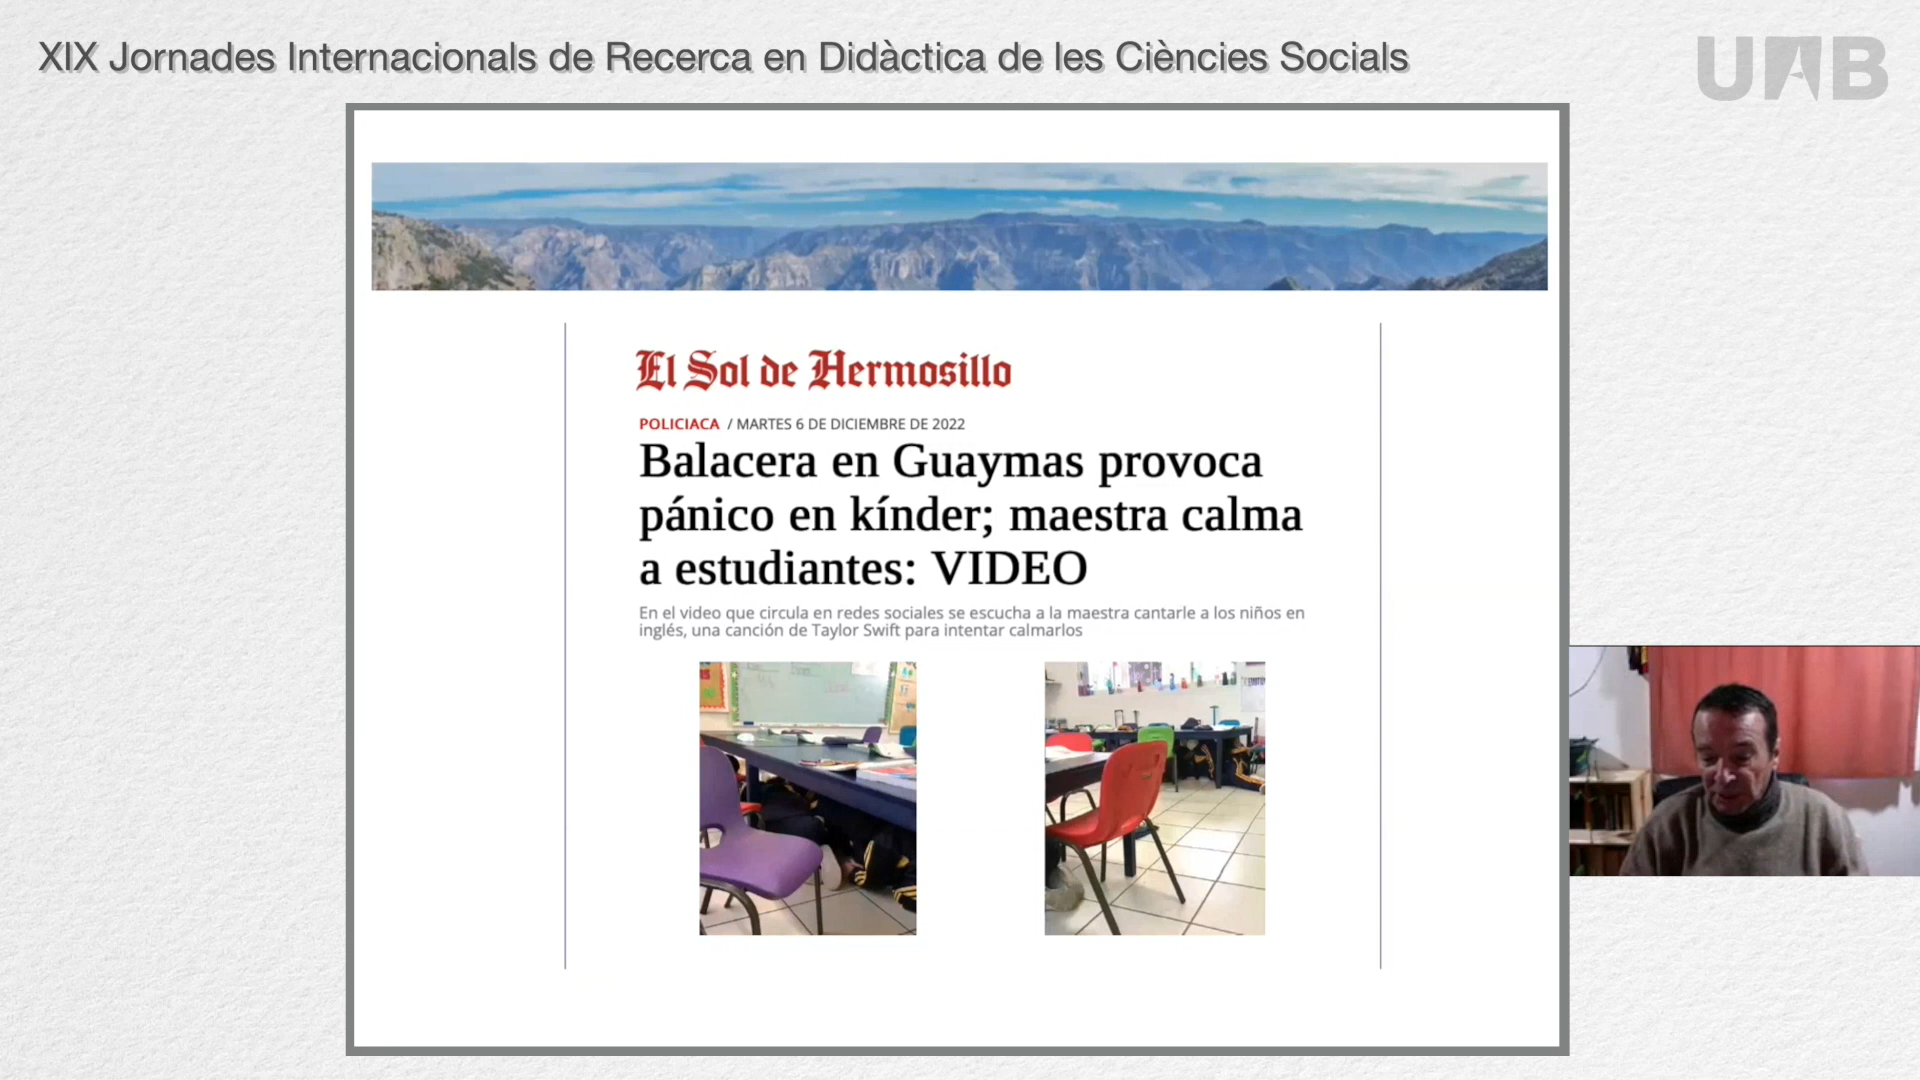 XIX Jornades Internacionals de Recerca en Didàctica de les Ciències Socials
UAB
El Sol de Hermosillo
POLICIACA / MARTES 6 DE DICIEMBRE DE 2022
Balacera en Guaymas provoca
pánico en kínder; maestra calma
a estudiantes: VIDEO
En el video que circula en redes sociales se escucha a la maestra cantarle a los niños en
inglés, una canción de Taylor Swift para intentar calmarlos